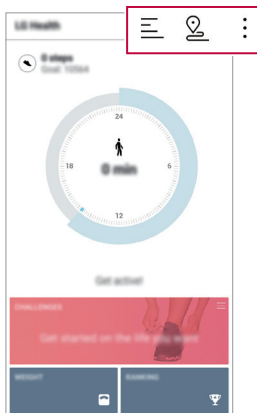 LG Health
0 steps
Goal: 10564
24
18
6
0 min
12
Get active!
CHALLENGES
Get started on the life you want
WEIGHT
RANKING